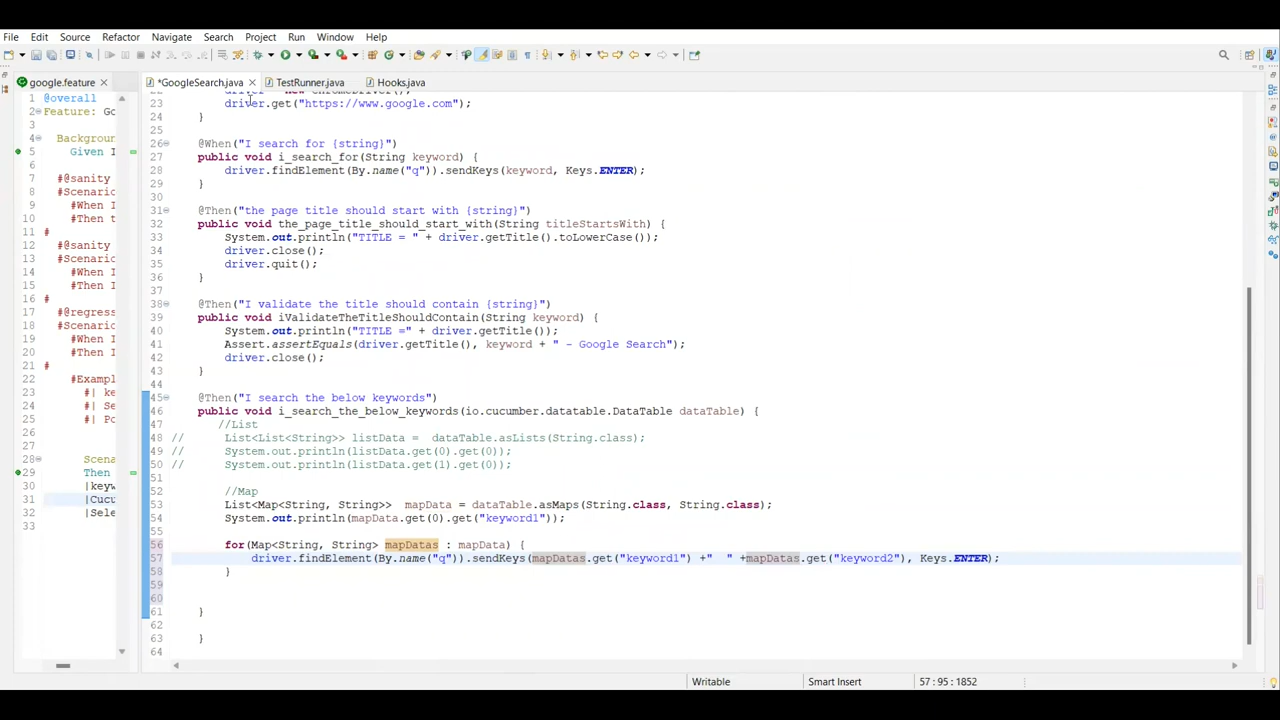 File Edit Source Refactor Navigate Search Project Run Window Help
google.feature
*GoogleSearch.java
TestRunner.java
Hooks.java
1 @overall
2 Feature: Go
3
4 Background
5 Given I
6
7 #@sanity
8 #Scenario
9 #When I
10 #Then t
11 #
12 #@sanity
13 #Scenario
14 #When I
15 #Then I
16 #
17 #@regress
18 #Scenario
19 #When I
20 #Then I
21 #
22 #Examp
23 #| ke
24 #| Se
25 #| Po
28 Scena
29 Then
30 |keyw
31 |Cucu
32 |Sele
33
23 driver.get("https://www.google.com");
24 }
25
26 @When("I search for {string}")
27 public void i_search_for(String keyword) {
28 driver.findElement(By.name("q")).sendKeys(keyword, Keys.ENTER);
29 }
30
31 @Then("the page title should start with {string}")
32 public void the_page_title_should_start_with(String titleStartsWith) {
33 System.out.println("TITLE = " + driver.getTitle().toLowerCase());
34 driver.close();
35 driver.quit();
36 }
37
38 @Then("I validate the title should contain {string}")
39 public void iValidateTheTitleShouldContain(String keyword) {
40 System.out.println("TITLE =" + driver.getTitle());
41 Assert.assertEquals(driver.getTitle(), keyword + " - Google Search");
42 driver.close();
43 }
44
45 @Then("I search the below keywords")
46 public void i_search_the_below_keywords(io.cucumber.datatable.DataTable dataTable) {
47 //List
48 // List<List<String>> listData = dataTable.asLists(String.class);
49 // System.out.println(listData.get(0).get(0));
50 // System.out.println(listData.get(1).get(0));
51
52 //Map
53 List<Map<String, String>> mapData = dataTable.asMaps(String.class, String.class);
54 System.out.println(mapData.get(0).get("keyword1"));
55
56 for(Map<String, String> mapDatas : mapData) {
57 driver.findElement(By.name("q")).sendKeys(mapDatas.get("keyword1") +"  " +mapDatas.get("keyword2"), Keys.ENTER);
58 }
59
60
61 }
62
63 }
64
Writable Smart Insert 57 : 95 : 1852